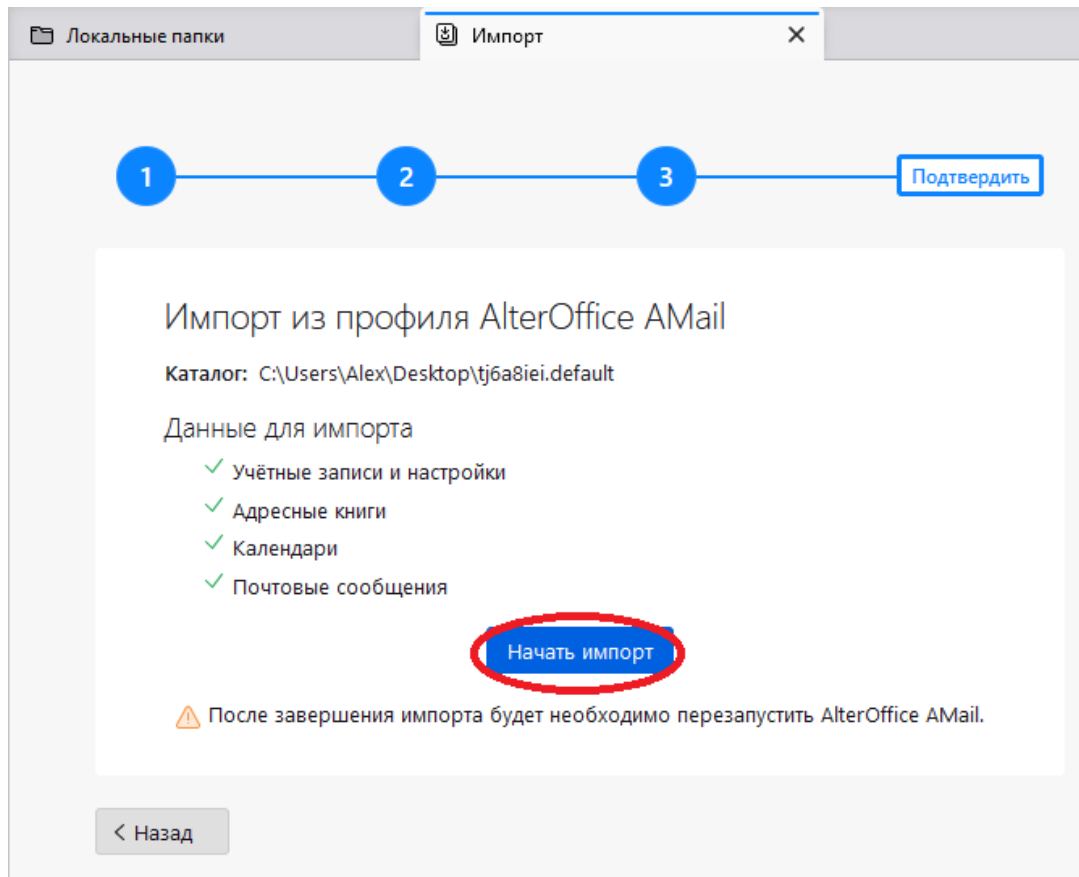 Локальные папки
Импорт
1
2
3
Подтвердить
Импорт из профиля AlterOffice AMail
Каталог: C:\Users\Alex\Desktop\tj6a8iei.default
Данные для импорта
Учётные записи и настройки
Адресные книги
Календари
Почтовые сообщения
Начать импорт
После завершения импорта будет необходимо перезапустить AlterOffice AMail.
Назад